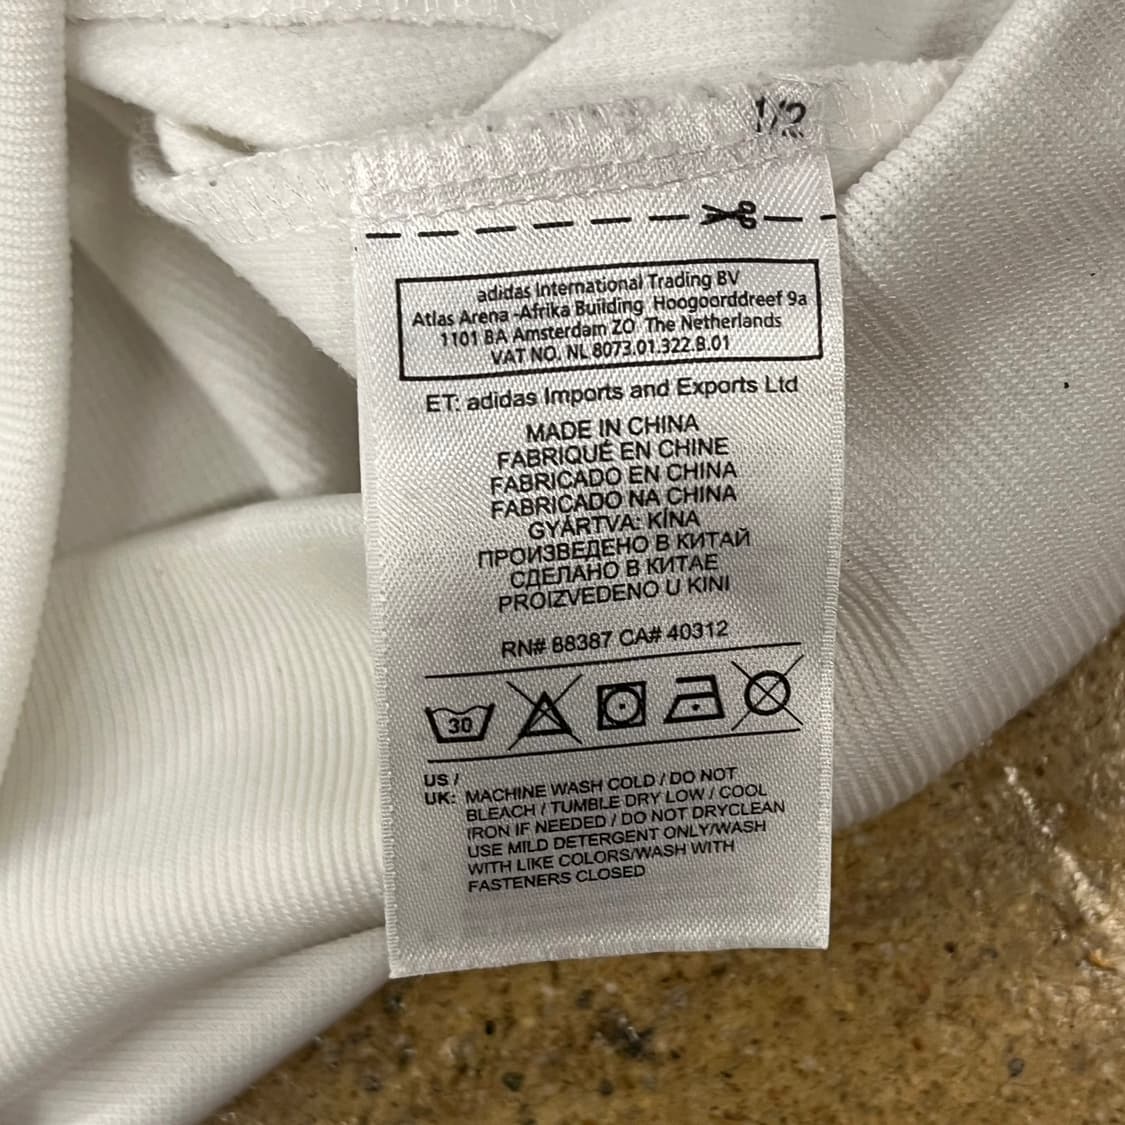 1/2
adidas International Trading BV
Atlas Arena -Afrika Building Hoogoorddreef 9a
1101 BA Amsterdam ZO The Netherlands
VAT NO. NL 8073.01.322.B.01
ET: adidas Imports and Exports Ltd
MADE IN CHINA
FABRIQUÉ EN CHINE
FABRICADO EN CHINA
FABRICADO NA CHINA
GYÁRTVA: KÍNA
ПРОИЗВЕДЕНО В КИТАЙ
СДЕЛАНО В КИТАЕ
PROIZVEDENO U KINI
RN# 88387 CA# 40312
30
US /
UK: MACHINE WASH COLD / DO NOT
BLEACH / TUMBLE DRY LOW / COOL
IRON IF NEEDED / DO NOT DRYCLEAN
USE MILD DETERGENT ONLY/WASH
WITH LIKE COLORS/WASH WITH
FASTENERS CLOSED